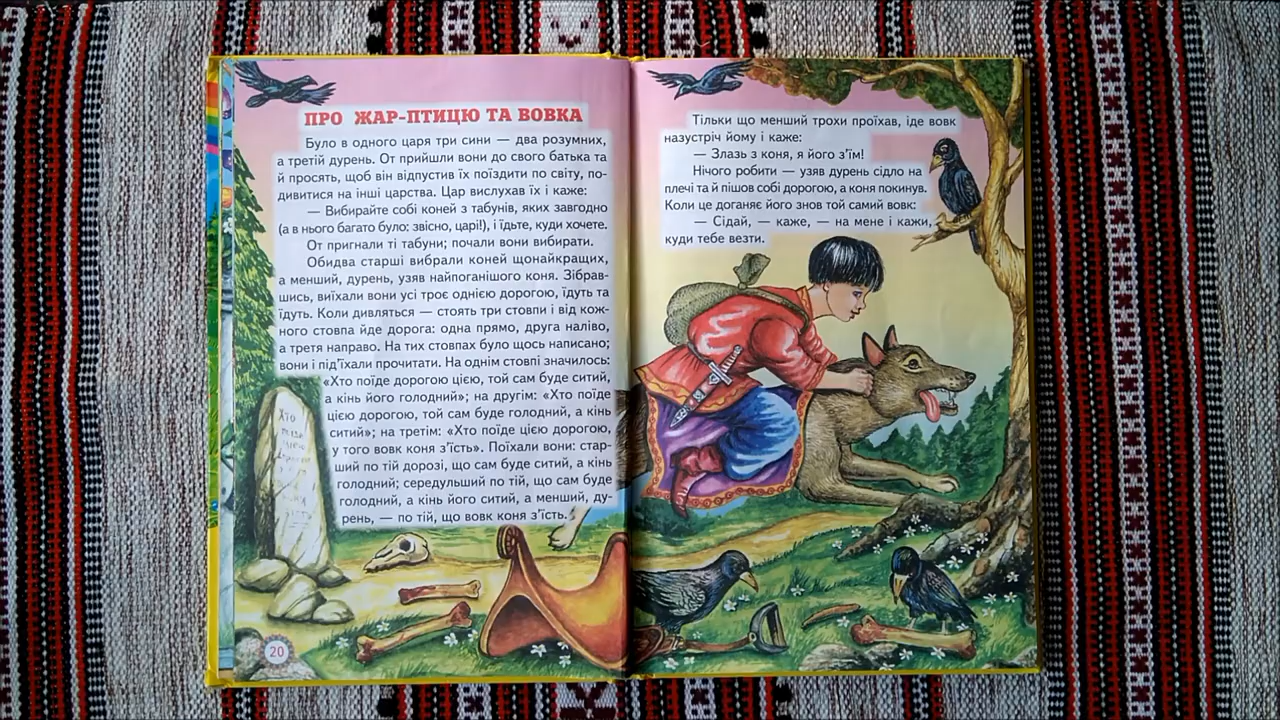 ПРО ЖАР-ПТИЦЮ ТА ВОВКА
Було в одного царя три сини — два розумних,
а третій дурень. От прийшли вони до свого батька та
й просять, щоб він відпустив їх поїздити по світу, по-
дивитися на інші царства. Цар вислухав їх і каже:
— Вибирайте собі коней з табунів, яких завгодно
(а в нього багато було: звісно, царі!), і їдьте, куди хочете.
От пригнали ті табуни; почали вони вибирати.
Обидва старші вибрали коней щонайкращих,
а менший, дурень, узяв найпоганішого коня. Зібрав-
шись, виїхали вони усі троє однією дорогою, їдуть та
їдуть. Коли дивляться — стоять три стовпи і від кож-
ного стовпа йде дорога: одна прямо, друга наліво,
а третя направо. На тих стовпах було щось написано;
вони і під'їхали прочитати. На однім стовпі значилось:
«Хто поїде дорогою цією, той сам буде ситий,
а кінь його голодний»; на другім: «Хто поїде
цією дорогою, той сам буде голодний, а кінь
ситий»; на третім: «Хто поїде цією дорогою,
у того вовк коня з'їсть». Поїхали вони: стар-
ший по тій дорозі, що сам буде ситий, а кінь
голодний; середульший по тій, що сам буде
голодний, а кінь його ситий, а менший, ду-
рень, — по тій, що вовк коня з'їсть.
Хто
20
Тільки що менший трохи проїхав, іде вовк
назустріч йому і каже:
— Злазь з коня, я його з'їм!
Нічого робити — узяв дурень сідло на
плечі та й пішов собі дорогою, а коня покинув.
Коли це доганяє його знов той самий вовк:
— Сідай, — каже, — на мене і кажи,
куди тебе везти.